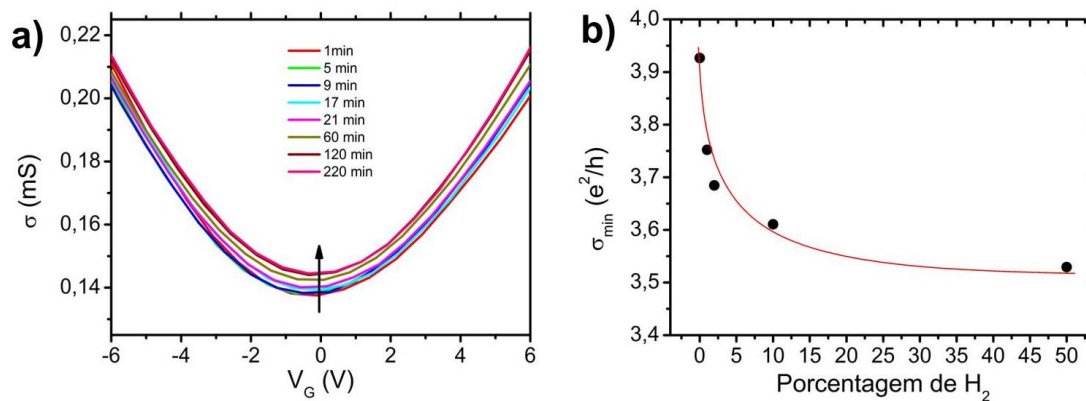 a)
0,22
0,20
0,18
0,16
0,14
σ (mS)
-6
-4
-2
0
2
4
6
V_G (V)
1min
5 min
9 min
17 min
21 min
60 min
120 min
220 min
b)
4,0
3,9
3,8
3,7
3,6
3,5
3,4
σ_min (e²/h)
0
5
10
15
20
25
30
35
40
45
50
Porcentagem de H₂